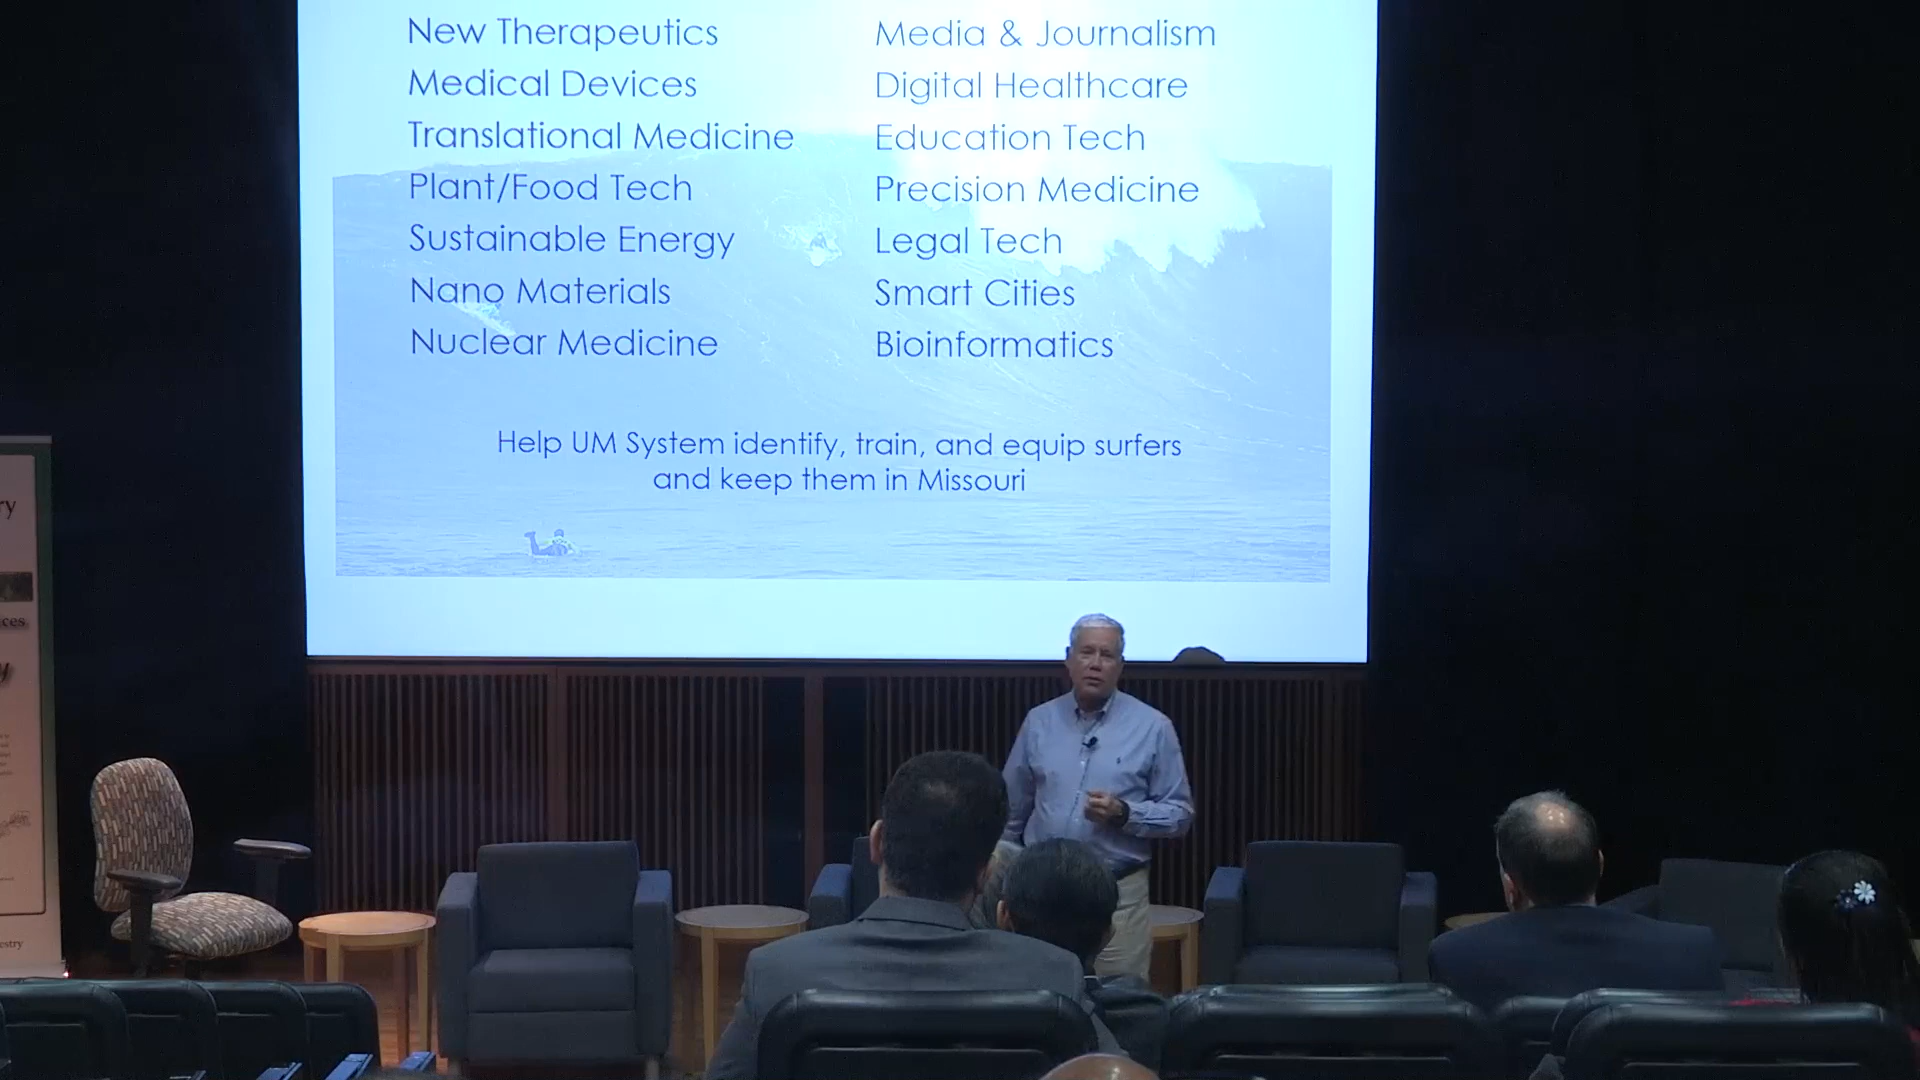 New Therapeutics
Medical Devices
Translational Medicine
Plant/Food Tech
Sustainable Energy
Nano Materials
Nuclear Medicine
Media & Journalism
Digital Healthcare
Education Tech
Precision Medicine
Legal Tech
Smart Cities
Bioinformatics
Help UM System identify, train, and equip surfers
and keep them in Missouri